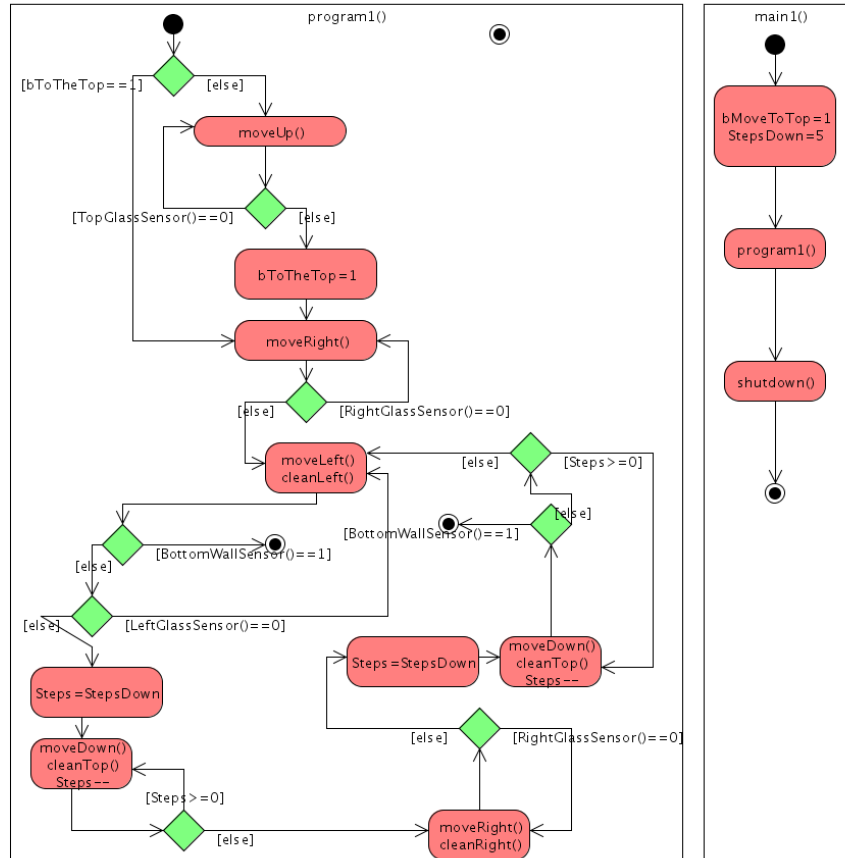 program1()
main1()
[bToTheTop==1]
[else]
bMoveToTop=1
StepsDown=5
moveUp()
[TopGlassSensor()==0]
[else]
program1()
bToTheTop=1
moveRight()
shutdown()
[else]
[RightGlassSensor()==0]
moveLeft()
cleanLeft()
[else]
[Steps>=0]
[else]
[BottomWallSensor()==1]
[BottomWallSensor()==1]
[else]
[else]
[LeftGlassSensor()==0]
Steps=StepsDown
moveDown()
cleanTop()
Steps--
Steps=StepsDown
[else]
[RightGlassSensor()==0]
moveDown()
cleanTop()
Steps--
[Steps>=0]
[else]
moveRight()
cleanRight()